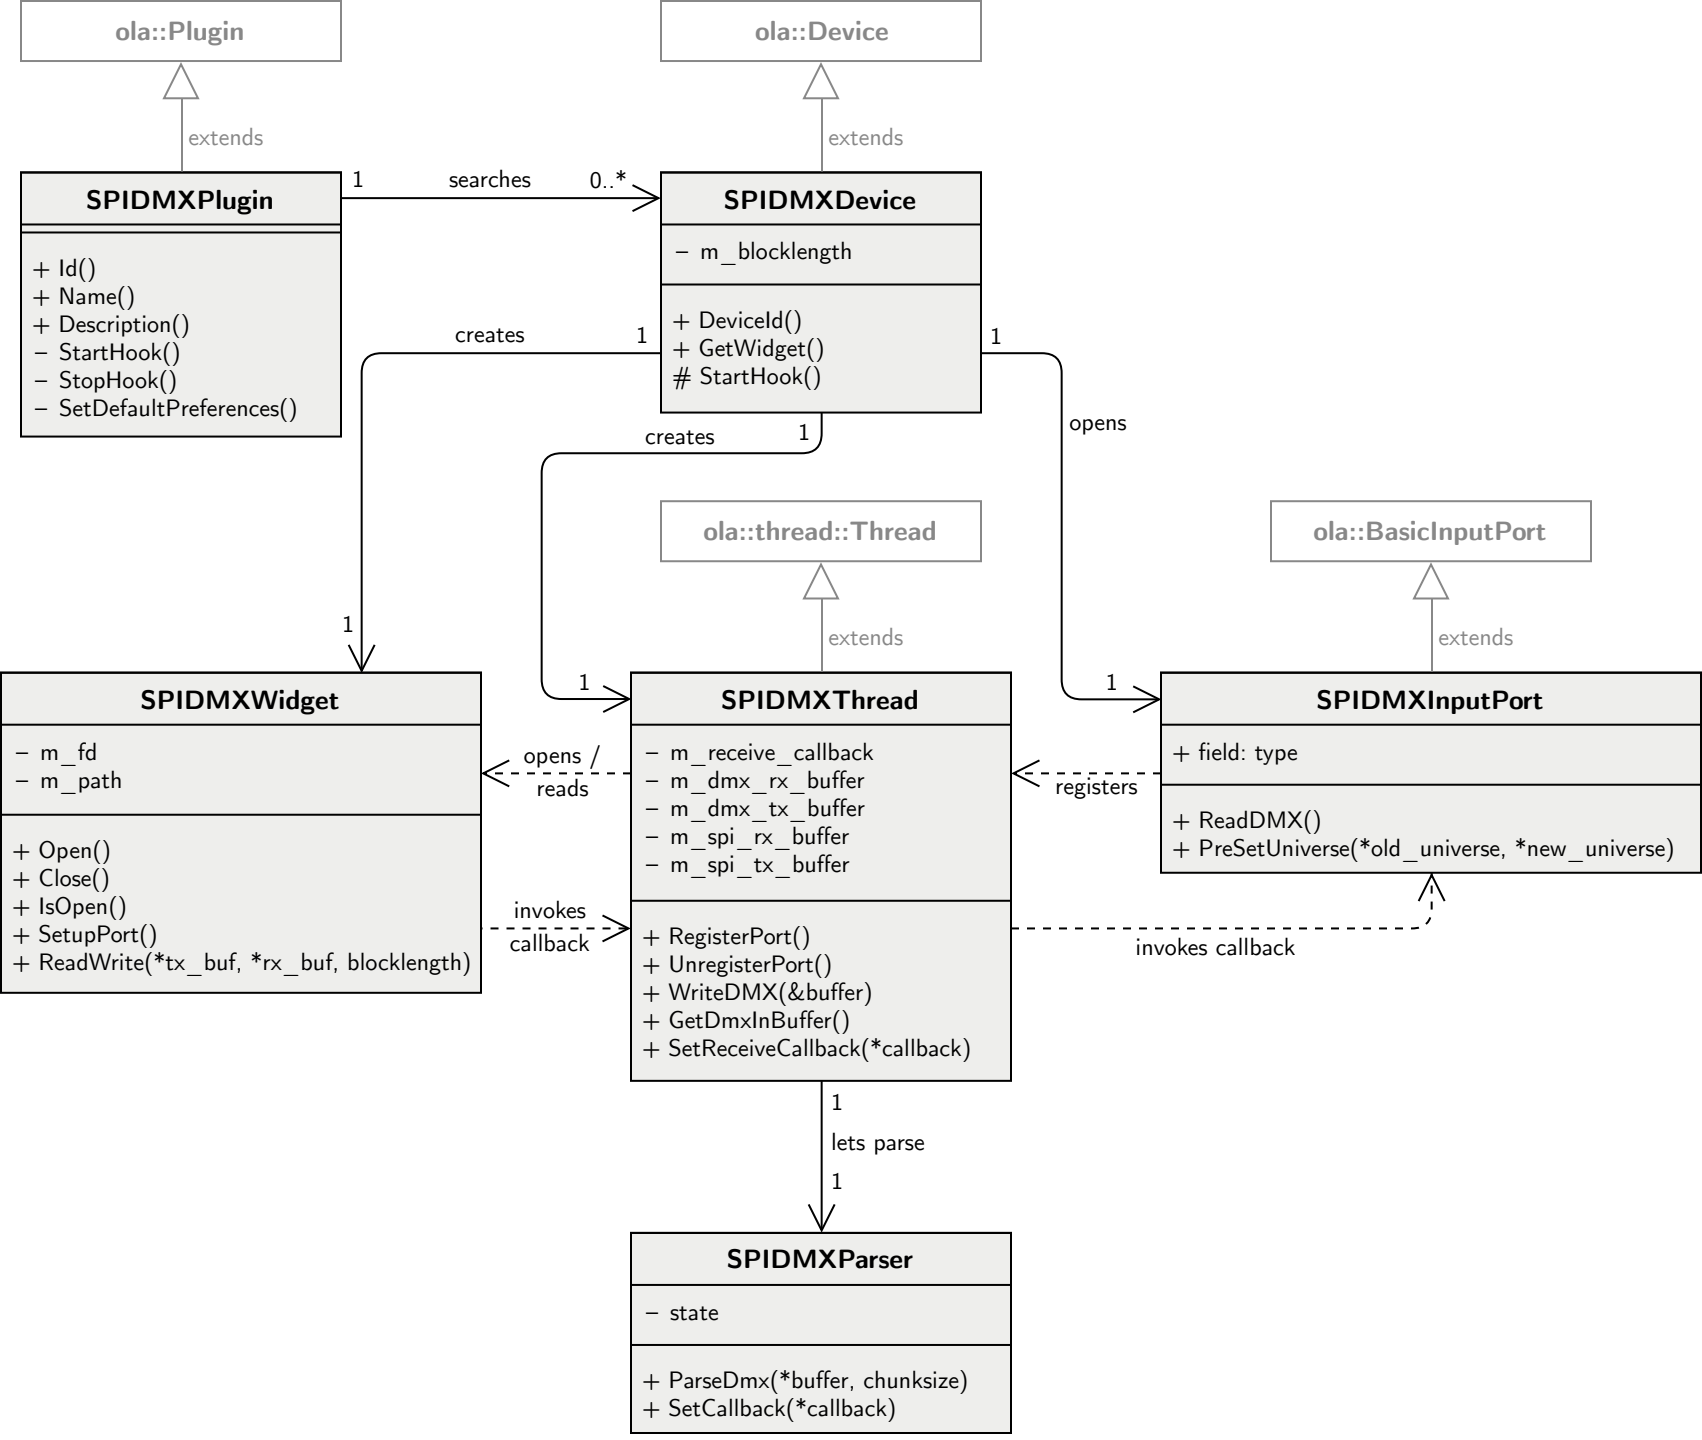 ola::Plugin
ola::Device
extends
extends
SPIDMXPlugin
1
searches
0..*
SPIDMXDevice
– m_blocklength
+ Id()
+ Name()
+ Description()
– StartHook()
– StopHook()
– SetDefaultPreferences()
+ DeviceId()
+ GetWidget()
# StartHook()
creates
1
1
opens
creates
1
ola::thread::Thread
ola::BasicInputPort
extends
extends
1
1
1
SPIDMXWidget
– m_fd
– m_path
+ Open()
+ Close()
+ IsOpen()
+ SetupPort()
+ ReadWrite(*tx_buf, *rx_buf, blocklength)
opens /
reads
invokes
callback
SPIDMXThread
– m_receive_callback
– m_dmx_rx_buffer
– m_dmx_tx_buffer
– m_spi_rx_buffer
– m_spi_tx_buffer
+ RegisterPort()
+ UnregisterPort()
+ WriteDMX(&buffer)
+ GetDmxInBuffer()
+ SetReceiveCallback(*callback)
registers
invokes callback
SPIDMXInputPort
+ field: type
+ ReadDMX()
+ PreSetUniverse(*old_universe, *new_universe)
1
lets parse
1
SPIDMXParser
– state
+ ParseDmx(*buffer, chunksize)
+ SetCallback(*callback)